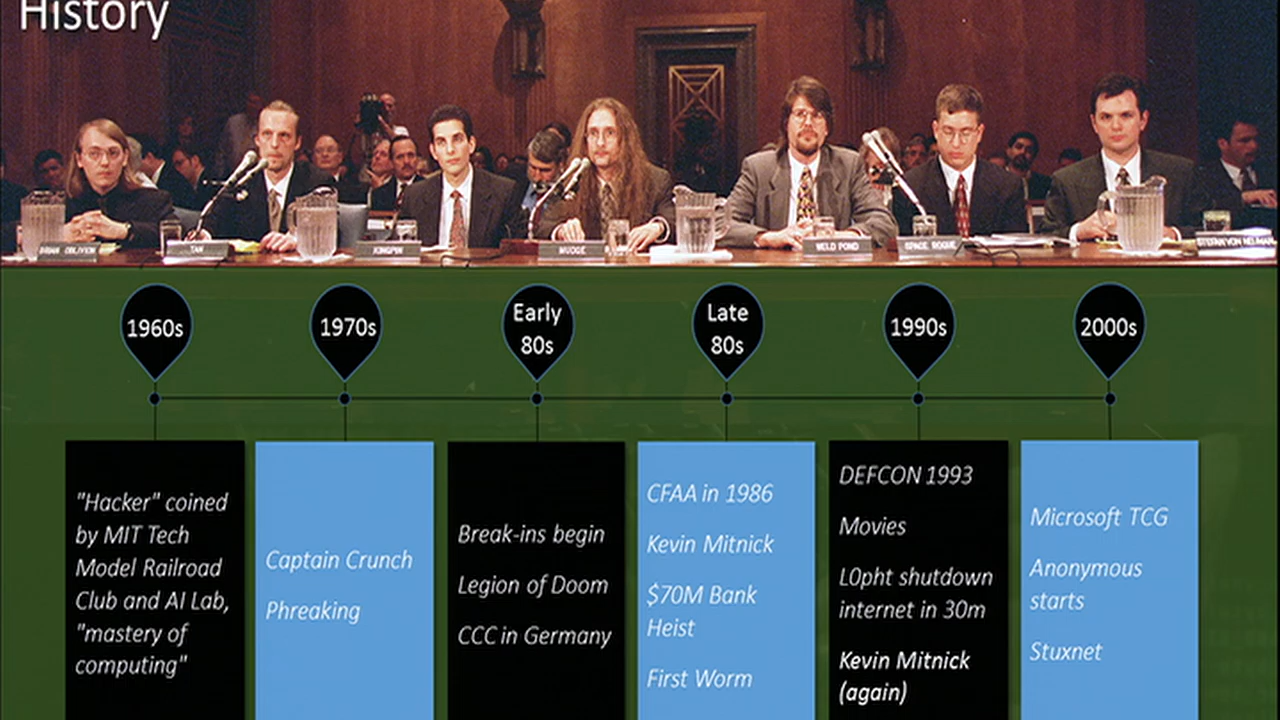 History
BRIAN OBLIVION
TAN
KINGPIN
MUDGE
WELD POND
SPACE ROGUE
STEFAN VON NEUMANN
1960s
1970s
Early
80s
Late
80s
1990s
2000s
"Hacker" coined
by MIT Tech
Model Railroad
Club and AI Lab,
"mastery of
computing"
Captain Crunch
Phreaking
Break-ins begin
Legion of Doom
CCC in Germany
CFAA in 1986
Kevin Mitnick
$70M Bank
Heist
First Worm
DEFCON 1993
Movies
L0pht shutdown
internet in 30m
Kevin Mitnick
(again)
Microsoft TCG
Anonymous
starts
Stuxnet